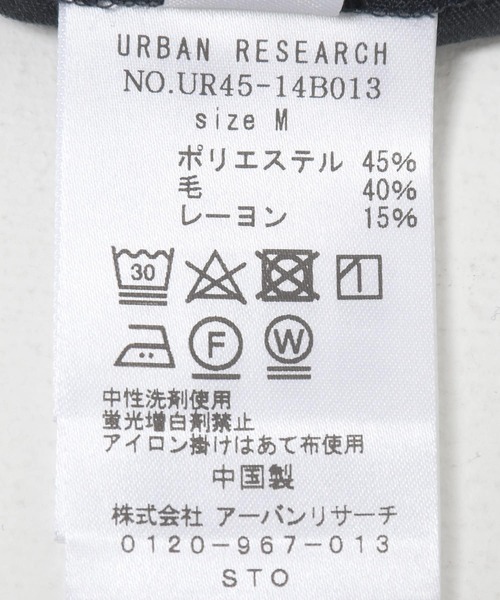 URBAN RESEARCH
NO.UR45-14B013
size M
ポリエステル 45%
毛 40%
レーヨン 15%
30
F W
中性洗剤使用
蛍光増白剤禁止
アイロン掛けはあて布使用
中国製
株式会社 アーバンリサーチ
0120-967-013
STO